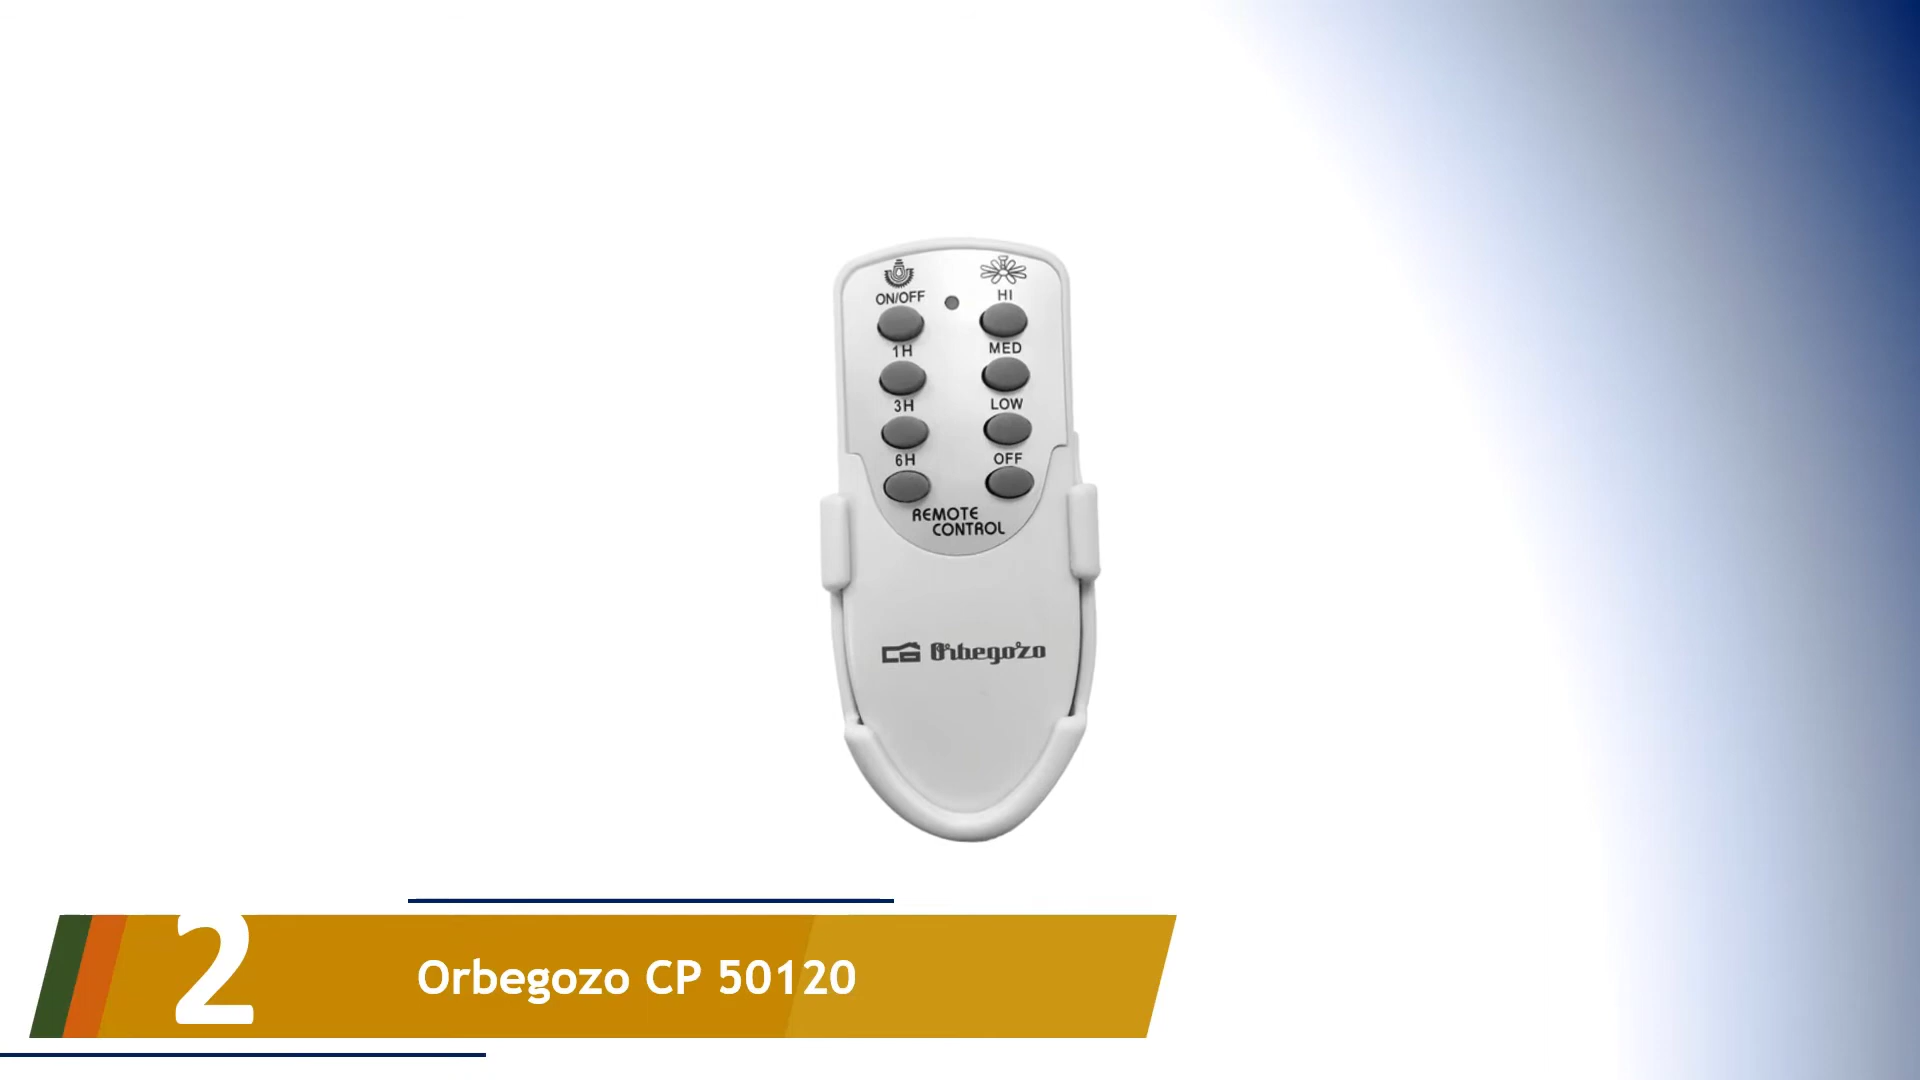 ON/OFF
HI
1H
MED
3H
LOW
6H
OFF
REMOTE
CONTROL
Orbegozo
2
Orbegozo CP 50120